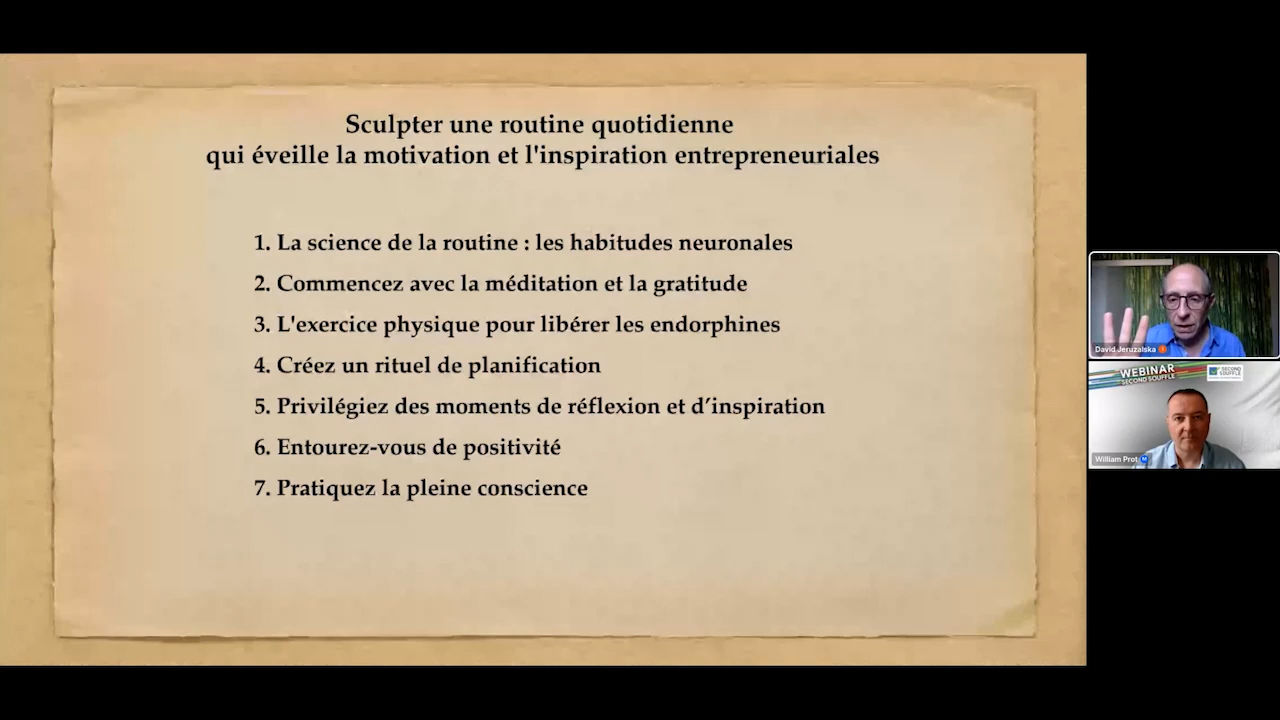 Sculpter une routine quotidienne
qui éveille la motivation et l'inspiration entrepreneuriales
1. La science de la routine : les habitudes neuronales
2. Commencez avec la méditation et la gratitude
3. L'exercice physique pour libérer les endorphines
4. Créez un rituel de planification
5. Privilégiez des moments de réflexion et d’inspiration
6. Entourez-vous de positivité
7. Pratiquez la pleine conscience
David Jeruzalska
WEBINAR
SECOND SOUFFLE
SECOND
SOUFFLE
William Prot